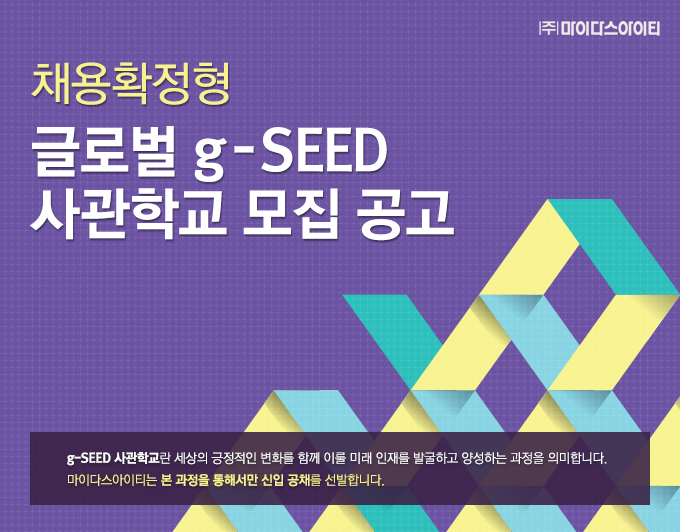 (주)마이다스아이티
채용확정형
글로벌 g-SEED
사관학교 모집 공고
g-SEED 사관학교란 세상의 긍정적인 변화를 함께 이룰 미래 인재를 발굴하고 양성하는 과정을 의미합니다.
마이다스아이티는 본 과정을 통해서만 신입 공채를 선발합니다.